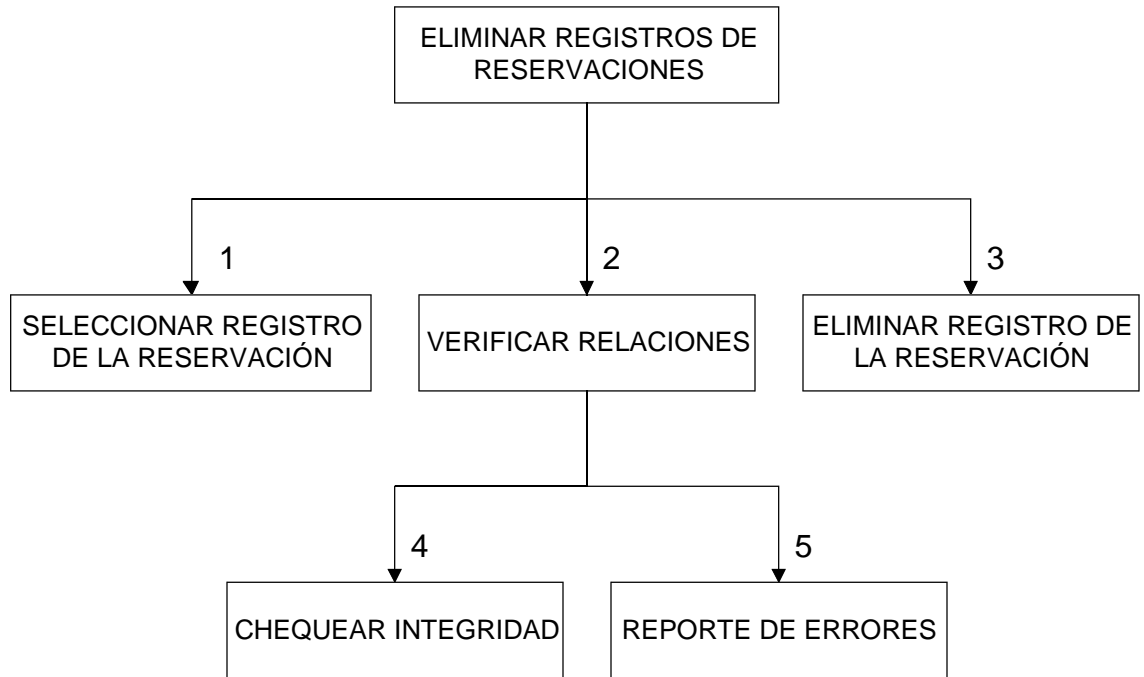 ELIMINAR REGISTROS DE
RESERVACIONES
1
2
3
SELECCIONAR REGISTRO
DE LA RESERVACIÓN
VERIFICAR RELACIONES
ELIMINAR REGISTRO DE
LA RESERVACIÓN
4
5
CHEQUEAR INTEGRIDAD
REPORTE DE ERRORES